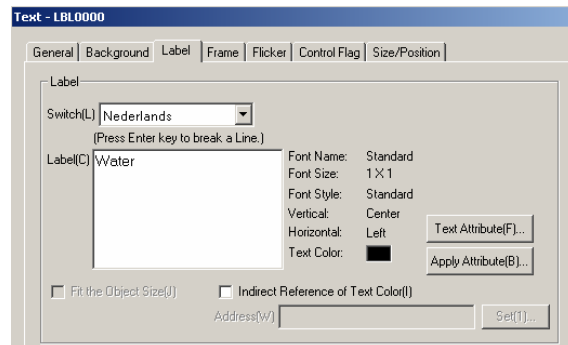 Text - LBL0000
General Background Label Frame Flicker Control Flag Size/Position
Label
Switch(L) Nederlands
(Press Enter key to break a Line.)
Label(C) Water
Font Name: Standard
Font Size: 1 X 1
Font Style: Standard
Vertical: Center
Horizontal: Left
Text Color:
Text Attribute(F)...
Apply Attribute(B)...
Fit the Object Size(J)
Indirect Reference of Text Color(I)
Address(W)
Set(1)...